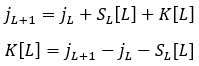 j_{L+1} = j_L + S_L[L] + K[L]
K[L] = j_{L+1} − j_L − S_L[L]